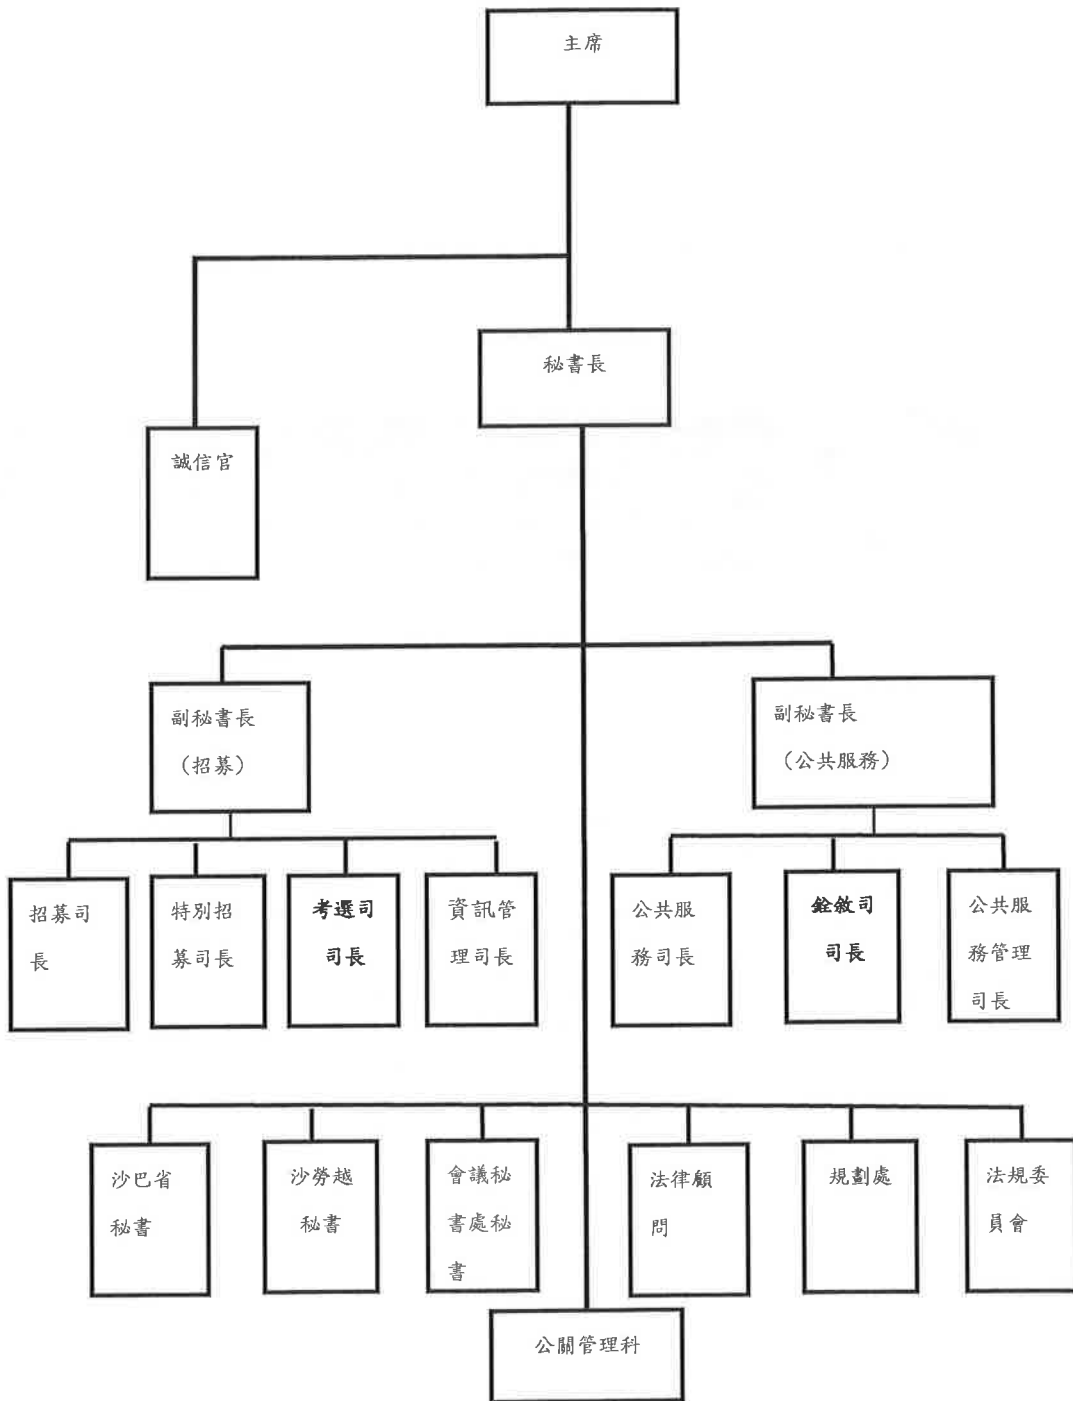 主席
秘書長
誠信官
副秘書長
（招募）
副秘書長
（公共服務）
招募司
長
特別招
募司長
考選司
司長
資訊管
理司長
公共服
務司長
銓敘司
司長
公共服
務管理
司長
沙巴省
秘書
沙勞越
秘書
會議秘
書處秘
書
法律顧
問
規劃處
法規委
員會
公關管理科